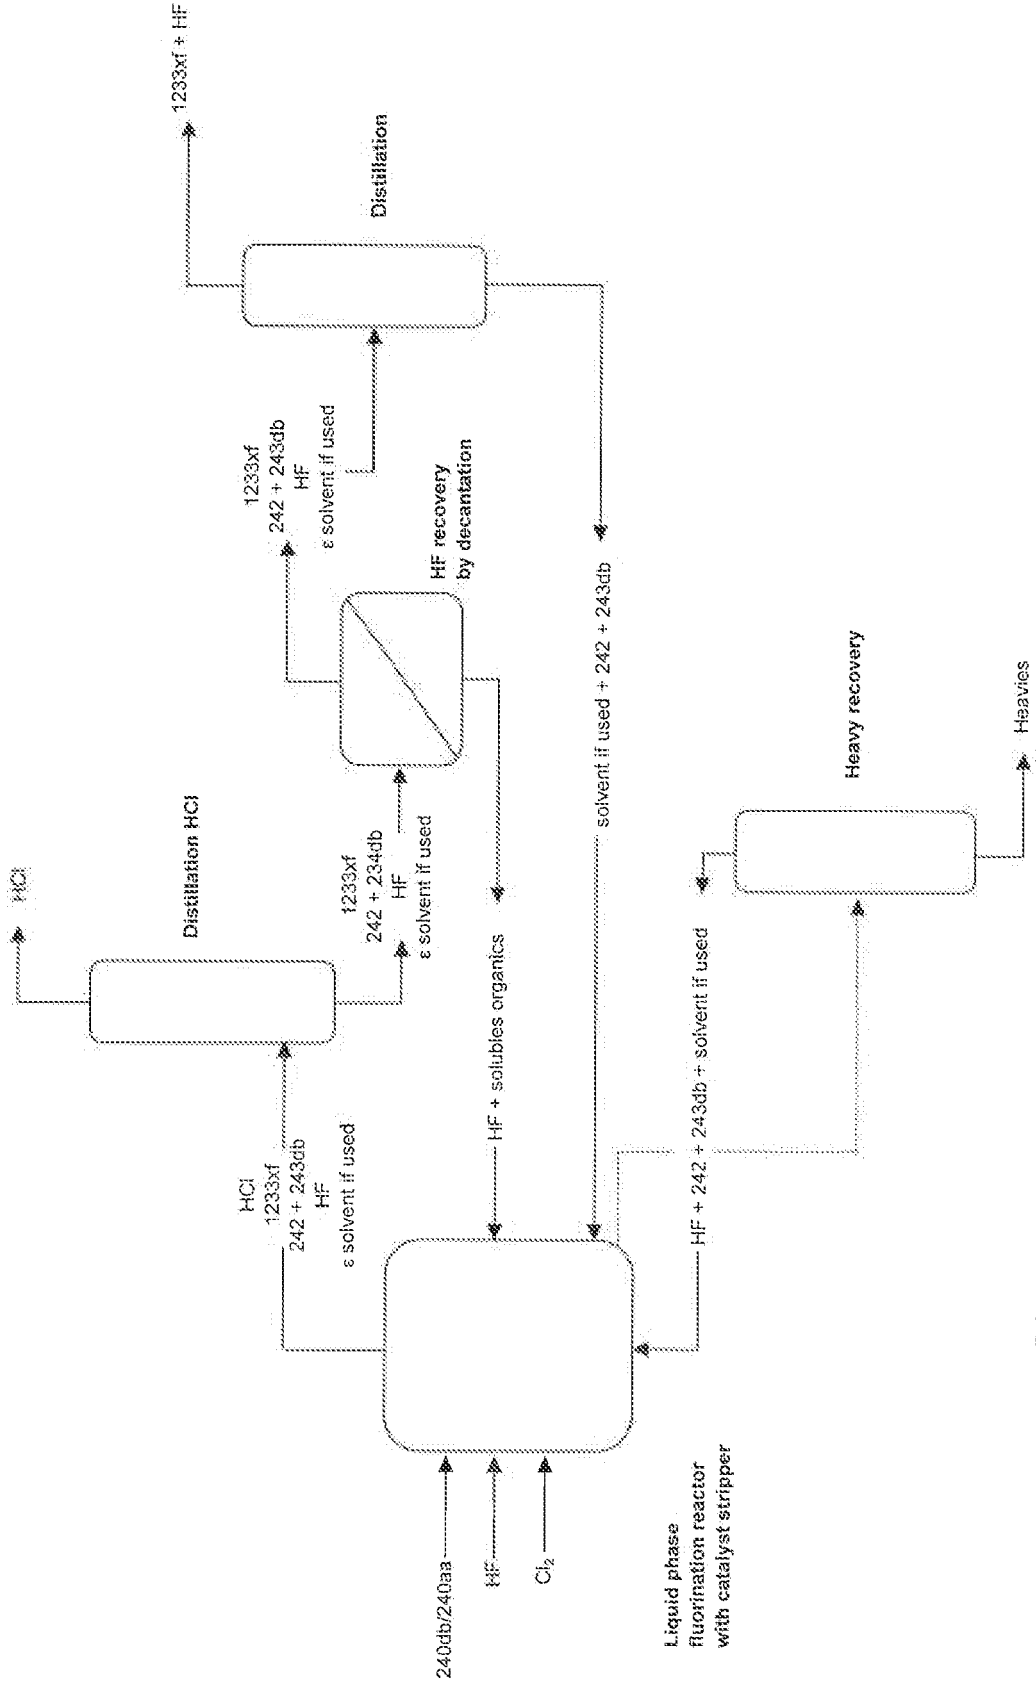 240db/240aa
HF
Cl₂
Liquid phase
fluorination reactor
with catalyst stripper
HCl
1233xf
242 + 243db
HF
ε solvent if used
Distillation HCl
HCl
1233xf
242 + 234db
HF
ε solvent if used
HF recovery
by decantation
1233xf
242 + 243db
HF
ε solvent if used
Distillation
1233xf + HF
HF + solubles organics
solvent if used + 242 + 243db
HF + 242 + 243db + solvent if used
Heavy recovery
Heavies